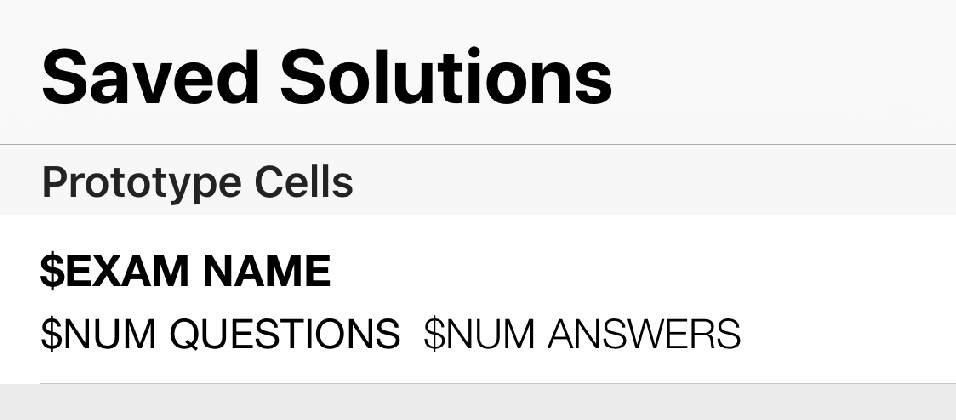 Saved Solutions
Prototype Cells
$EXAM NAME
$NUM QUESTIONS $NUM ANSWERS